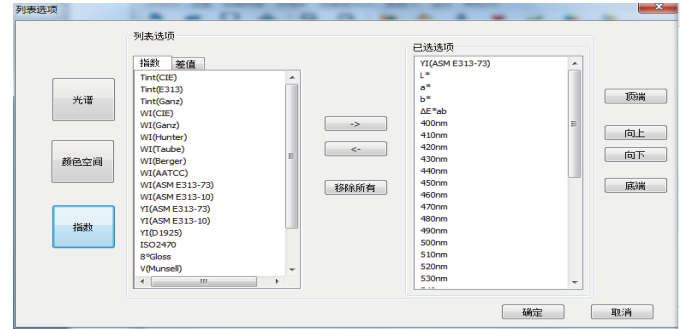 列表选项
列表选项
已选选项
指数 差值
Tint(CIE)
Tint(E313)
Tint(Ganz)
WI(CIE)
WI(Ganz)
WI(Hunter)
WI(Taube)
WI(Berger)
WI(AATCC)
WI(ASM E313-73)
WI(ASM E313-10)
YI(ASM E313-73)
YI(ASM E313-10)
YI(D1925)
ISO2470
8°Gloss
V(Munsell)
光谱
颜色空间
指数
->
<-
移除所有
YI(ASM E313-73)
L*
a*
b*
ΔE*ab
400nm
410nm
420nm
430nm
440nm
450nm
460nm
470nm
480nm
490nm
500nm
510nm
520nm
530nm
顶端
向上
向下
底端
确定
取消